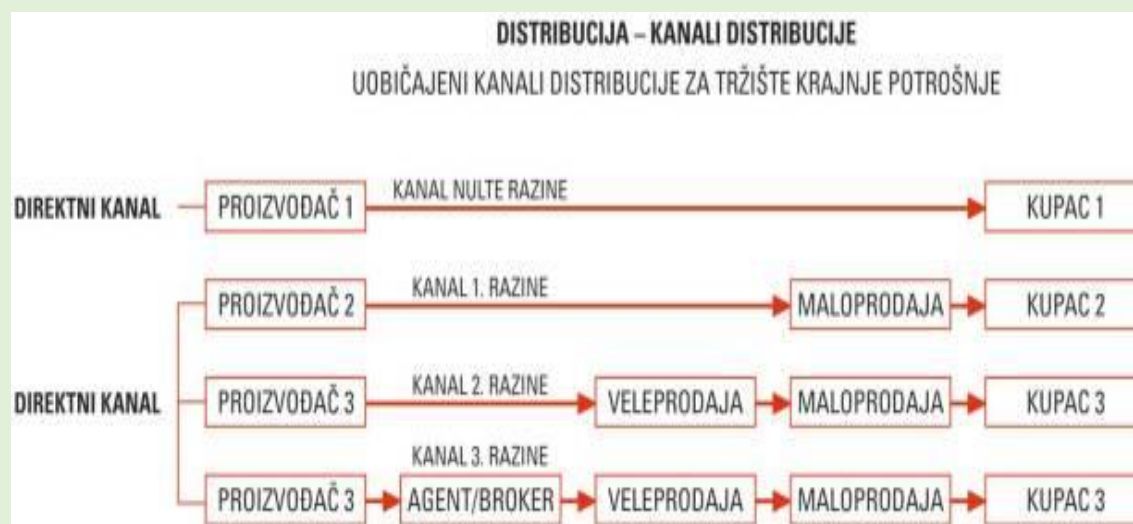 DISTRIBUCIJA – KANALI DISTRIBUCIJE
UOBIČAJENI KANALI DISTRIBUCIJE ZA TRŽIŠTE KRAJNJE POTROŠNJE
DIREKTNI KANAL PROIZVOĐAČ 1 KANAL NULTE RAZINE KUPAC 1
PROIZVOĐAČ 2 KANAL 1. RAZINE MALOPRODAJA KUPAC 2
DIREKTNI KANAL PROIZVOĐAČ 3 KANAL 2. RAZINE VELEPRODAJA MALOPRODAJA KUPAC 3
KANAL 3. RAZINE
PROIZVOĐAČ 3 AGENT/BROKER VELEPRODAJA MALOPRODAJA KUPAC 3